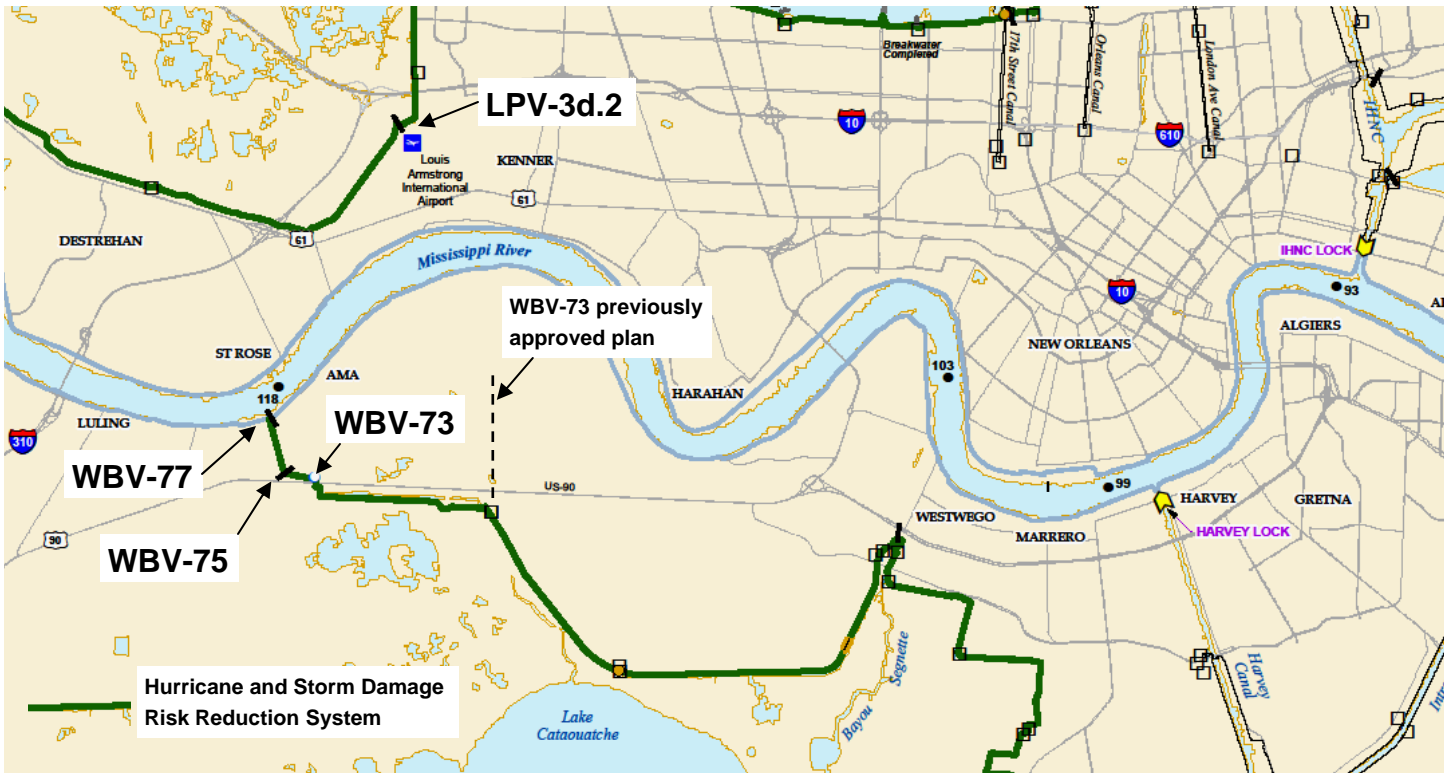 Breakwater
Completed
17th Street Canal
Orleans Canal
London Ave Canal
IHNC
LPV-3d.2
10
610
Louis
Armstrong
International
Airport
KENNER
61
DESTREHAN
61
Mississippi River
IHNC LOCK
93
10
ALGIERS
WBV-73 previously
approved plan
NEW ORLEANS
ST ROSE
AMA
103
HARAHAN
118
LULING
310
WBV-73
WBV-77
US-90
99
HARVEY
GRETNA
WESTWEGO
MARRERO
HARVEY LOCK
90
WBV-75
Bayou
Segnette
Harvey
Canal
Hurricane and Storm Damage
Risk Reduction System
Lake
Cataouatche